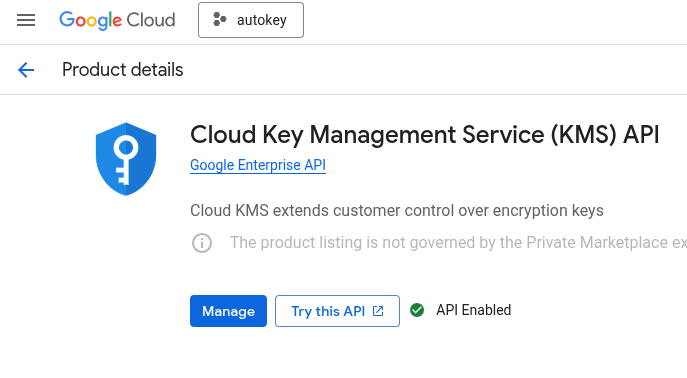 Google Cloud
autokey
Product details
Cloud Key Management Service (KMS) API
Google Enterprise API
Cloud KMS extends customer control over encryption keys
The product listing is not governed by the Private Marketplace ex
Manage
Try this API
API Enabled